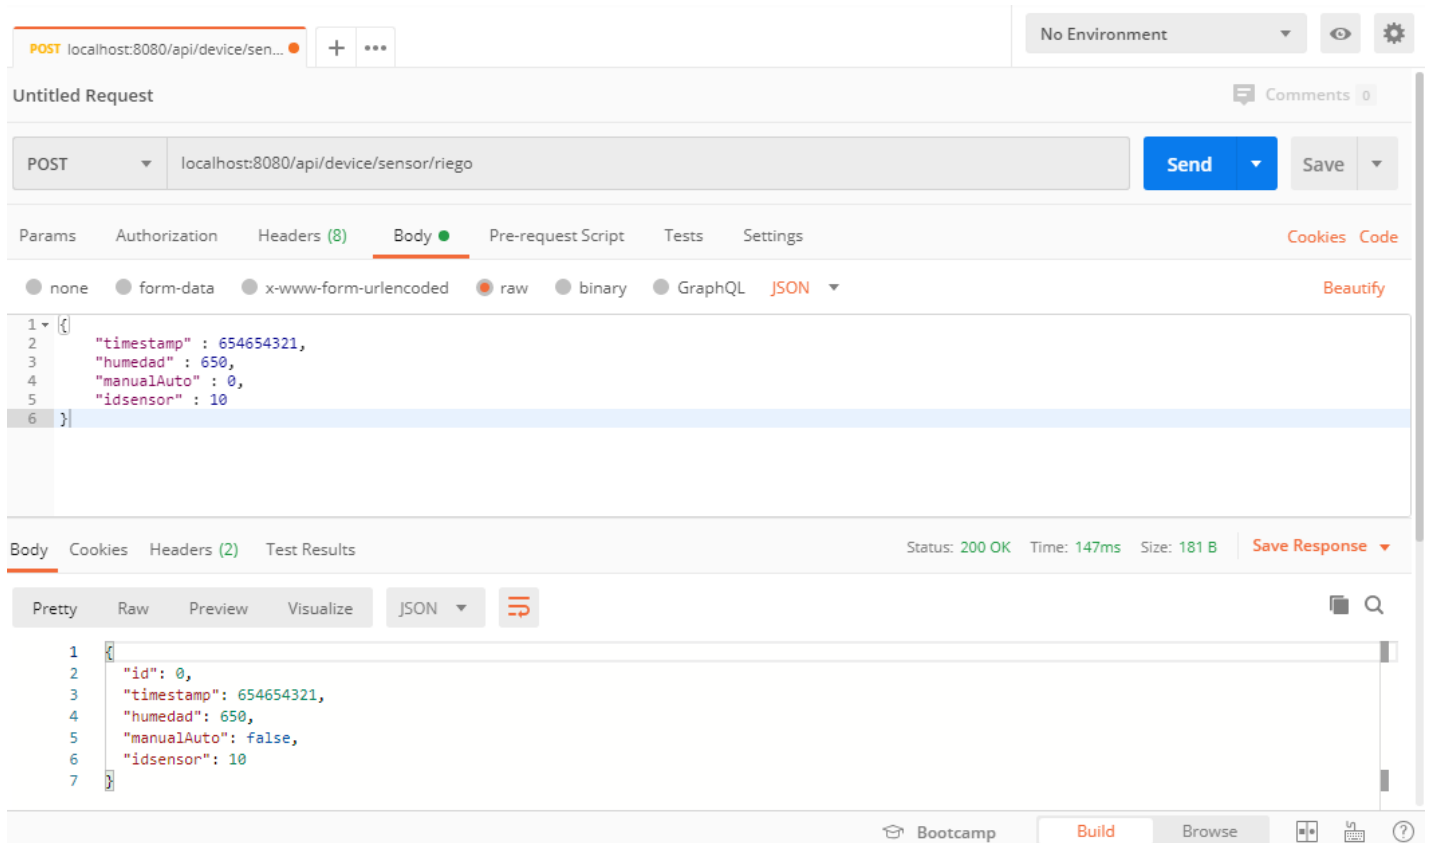 POST localhost:8080/api/device/sen...
No Environment
Untitled Request
Comments 0
POST localhost:8080/api/device/sensor/riego Send Save
Params Authorization Headers (8) Body Pre-request Script Tests Settings Cookies Code
none form-data x-www-form-urlencoded raw binary GraphQL JSON Beautify
1 {
2 "timestamp" : 654654321,
3 "humedad" : 650,
4 "manualAuto" : 0,
5 "idsensor" : 10
6 }
Body Cookies Headers (2) Test Results Status: 200 OK Time: 147ms Size: 181 B Save Response
Pretty Raw Preview Visualize JSON
1 {
2 "id": 0,
3 "timestamp": 654654321,
4 "humedad": 650,
5 "manualAuto": false,
6 "idsensor": 10
7 }
Bootcamp Build Browse